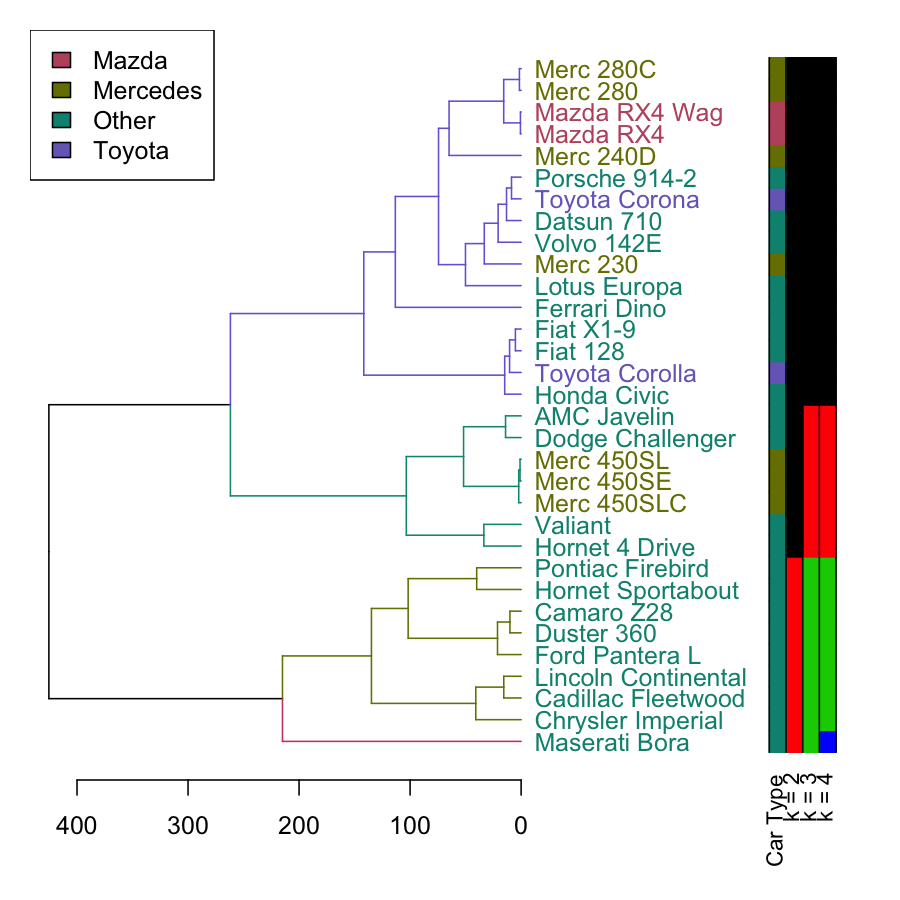 Mazda
Mercedes
Other
Toyota
Merc 280C
Merc 280
Mazda RX4 Wag
Mazda RX4
Merc 240D
Porsche 914-2
Toyota Corona
Datsun 710
Volvo 142E
Merc 230
Lotus Europa
Ferrari Dino
Fiat X1-9
Fiat 128
Toyota Corolla
Honda Civic
AMC Javelin
Dodge Challenger
Merc 450SL
Merc 450SE
Merc 450SLC
Valiant
Hornet 4 Drive
Pontiac Firebird
Hornet Sportabout
Camaro Z28
Duster 360
Ford Pantera L
Lincoln Continental
Cadillac Fleetwood
Chrysler Imperial
Maserati Bora
400 300 200 100 0
Car Type
k = 2
k = 3
k = 4